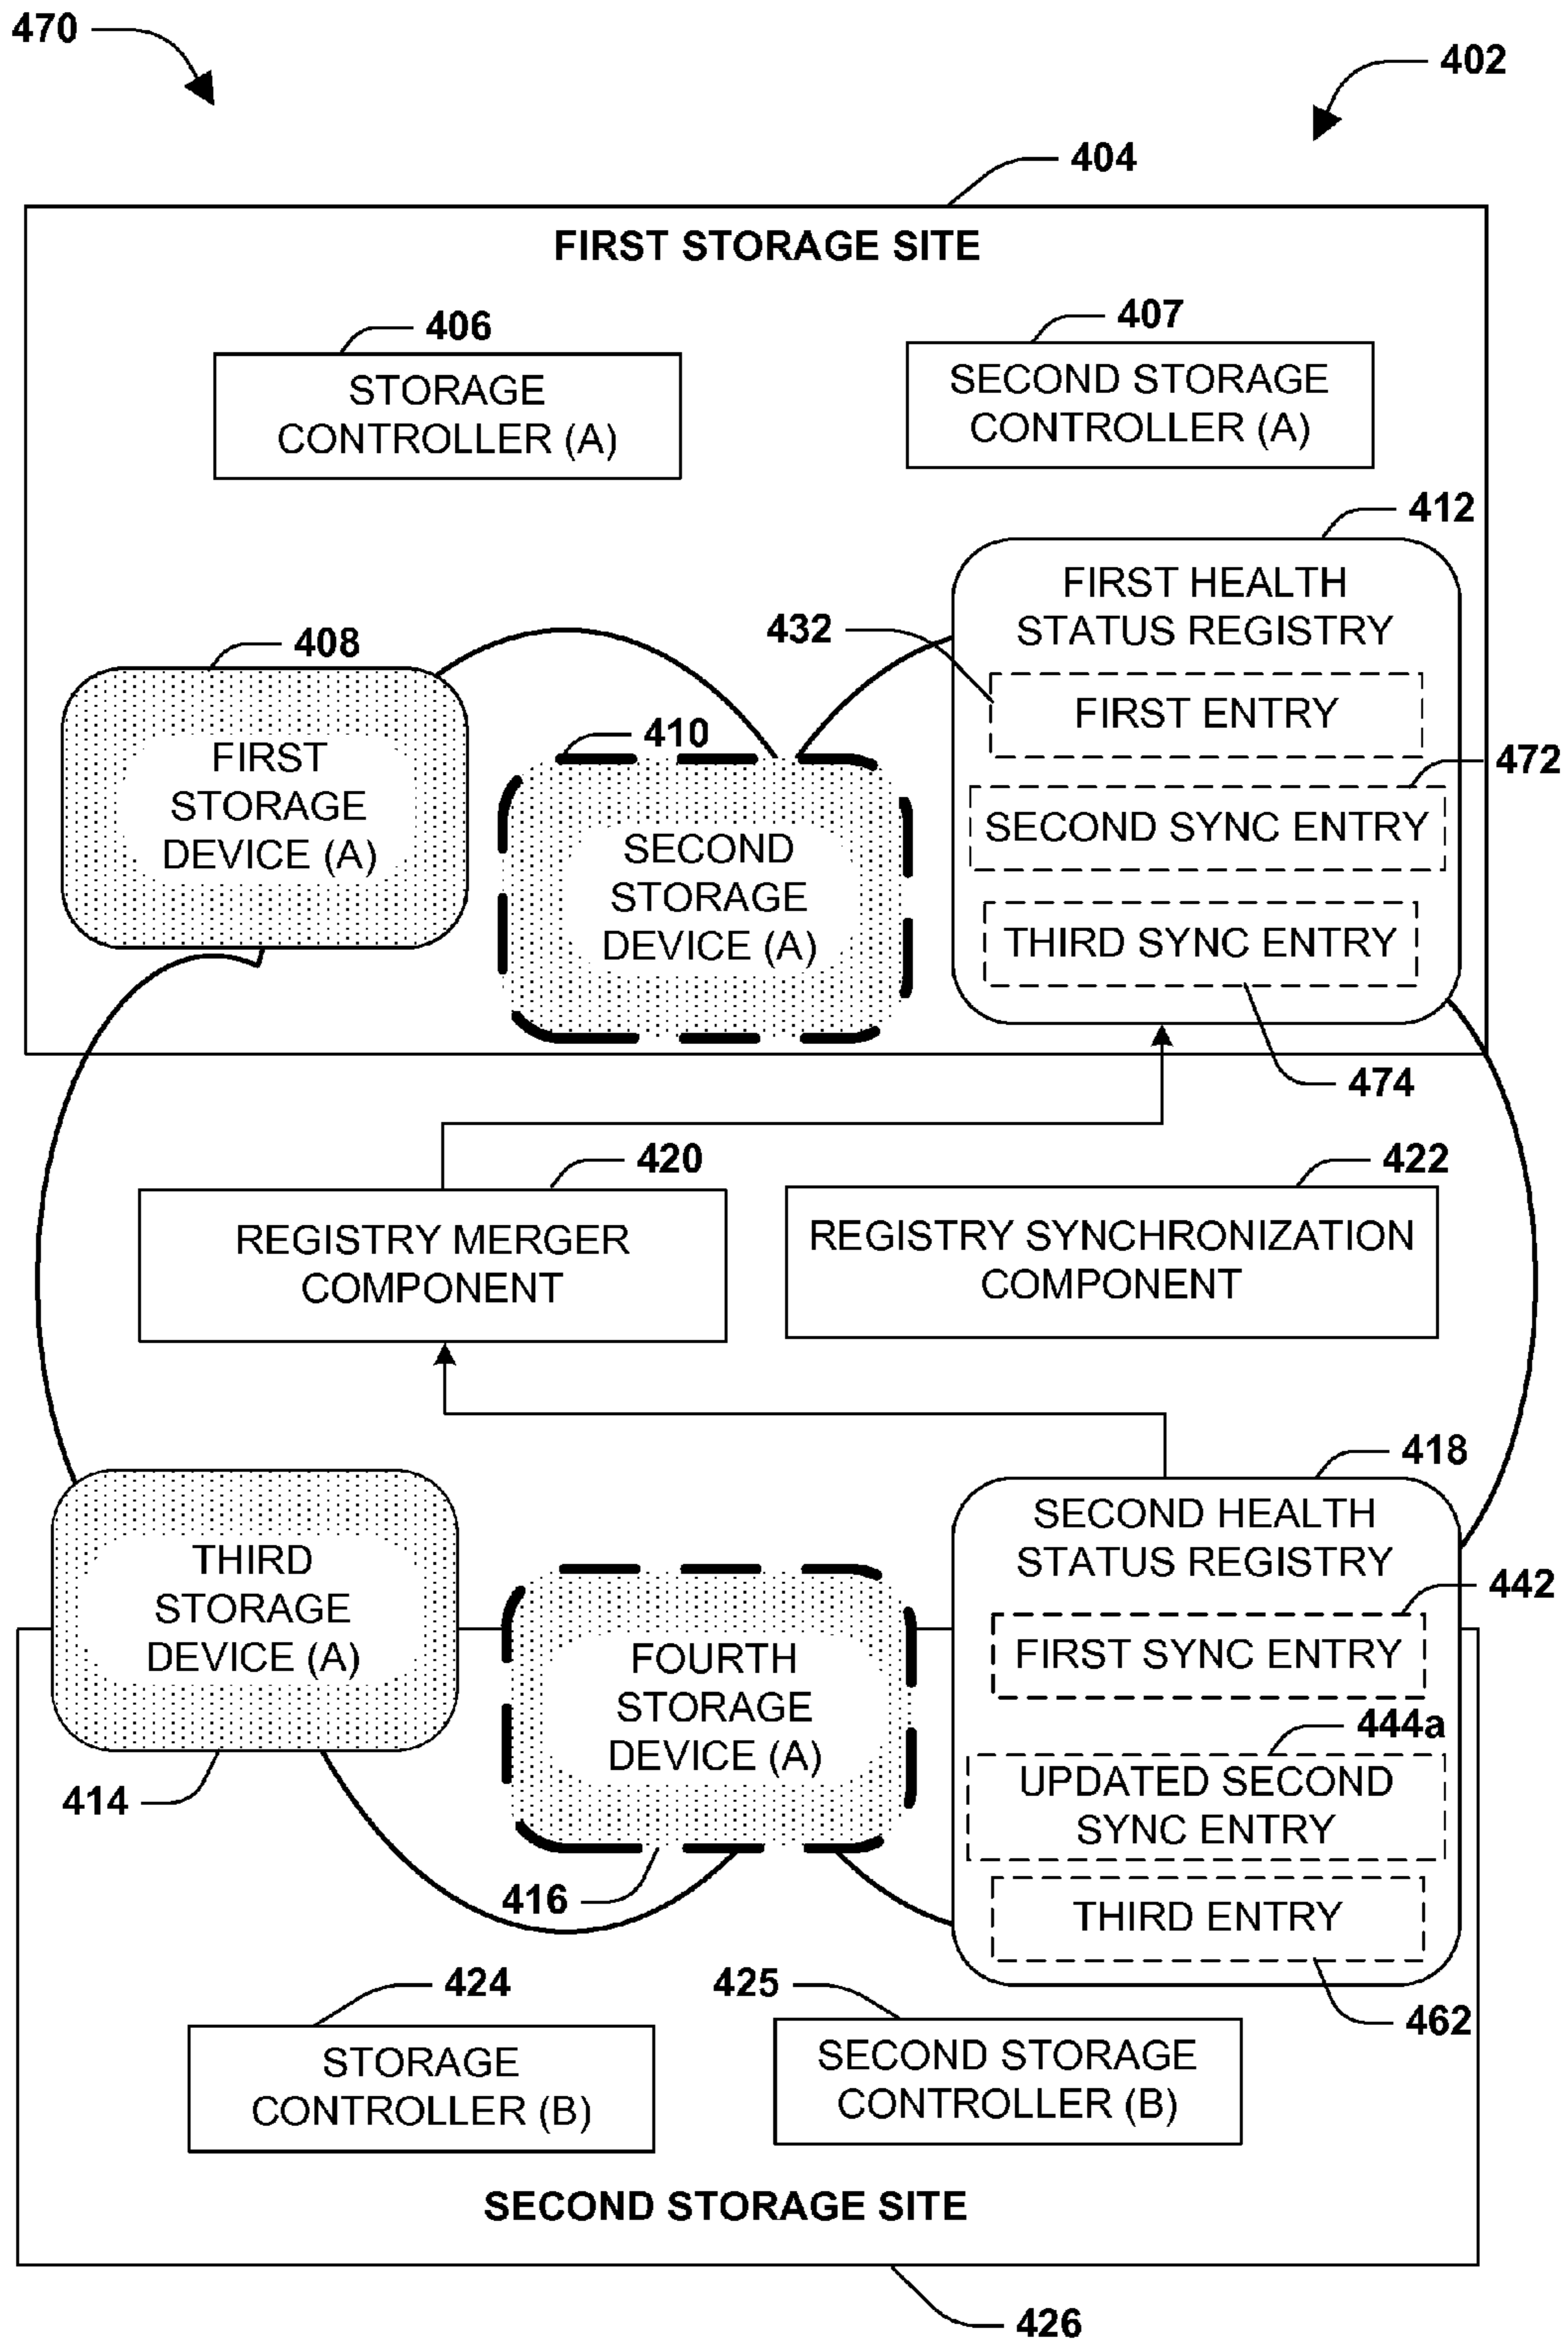 470
402
404
FIRST STORAGE SITE
406
407
STORAGE
CONTROLLER (A)
SECOND STORAGE
CONTROLLER (A)
412
FIRST HEALTH
STATUS REGISTRY
432
408
FIRST ENTRY
410
472
FIRST
STORAGE
DEVICE (A)
SECOND SYNC ENTRY
SECOND
STORAGE
DEVICE (A)
THIRD SYNC ENTRY
474
420
422
REGISTRY MERGER
COMPONENT
REGISTRY SYNCHRONIZATION
COMPONENT
418
SECOND HEALTH
STATUS REGISTRY
442
THIRD
STORAGE
DEVICE (A)
FIRST SYNC ENTRY
FOURTH
STORAGE
DEVICE (A)
444a
414
UPDATED SECOND
SYNC ENTRY
416
THIRD ENTRY
424
425
462
STORAGE
CONTROLLER (B)
SECOND STORAGE
CONTROLLER (B)
SECOND STORAGE SITE
426